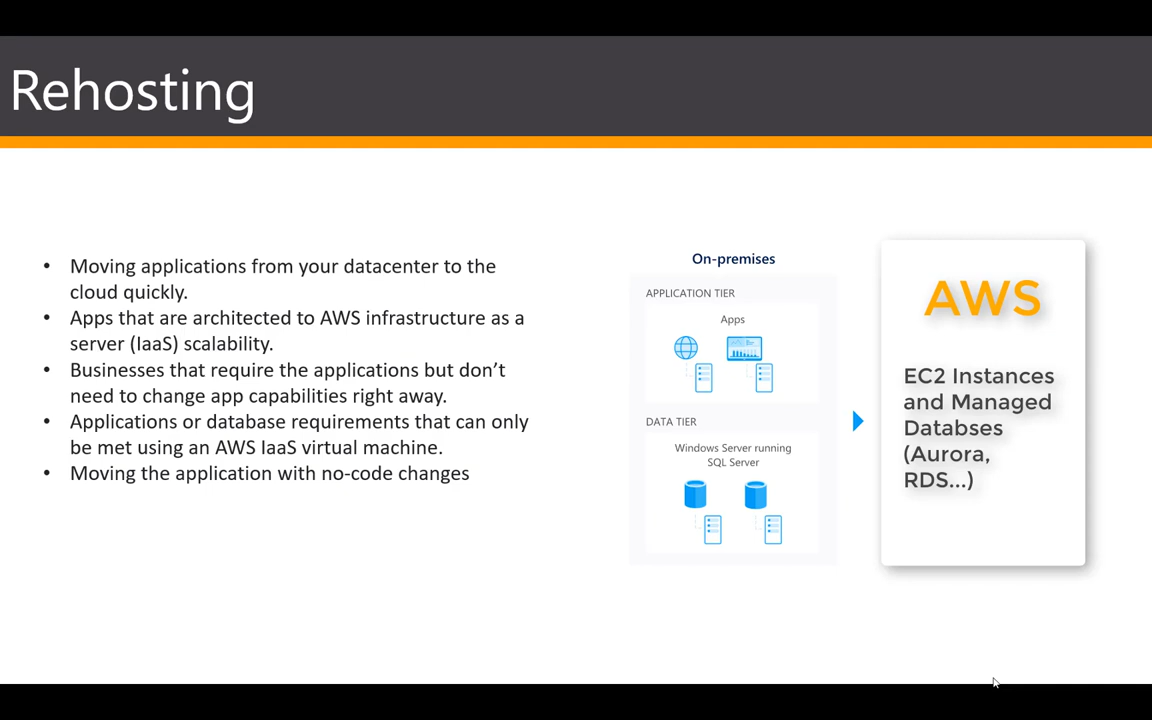 Rehosting
• Moving applications from your datacenter to the
cloud quickly.
• Apps that are architected to AWS infrastructure as a
server (IaaS) scalability.
• Businesses that require the applications but don’t
need to change app capabilities right away.
• Applications or database requirements that can only
be met using an AWS IaaS virtual machine.
• Moving the application with no-code changes
On-premises
APPLICATION TIER
Apps
DATA TIER
Windows Server running
SQL Server
AWS
EC2 Instances
and Managed
Databses
(Aurora,
RDS...)